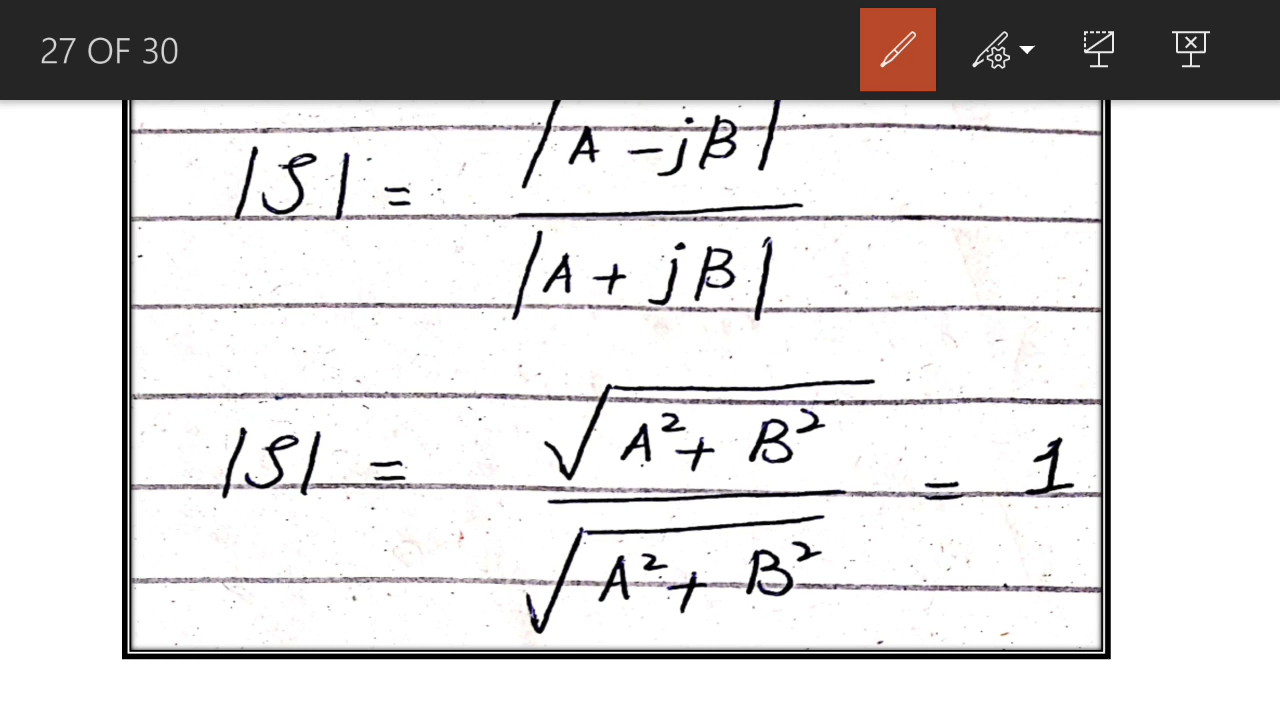 27 OF 30
|A - jB|
|S| =
|A + jB|
√A²+ B²
|S| = = 1
√A²+ B²